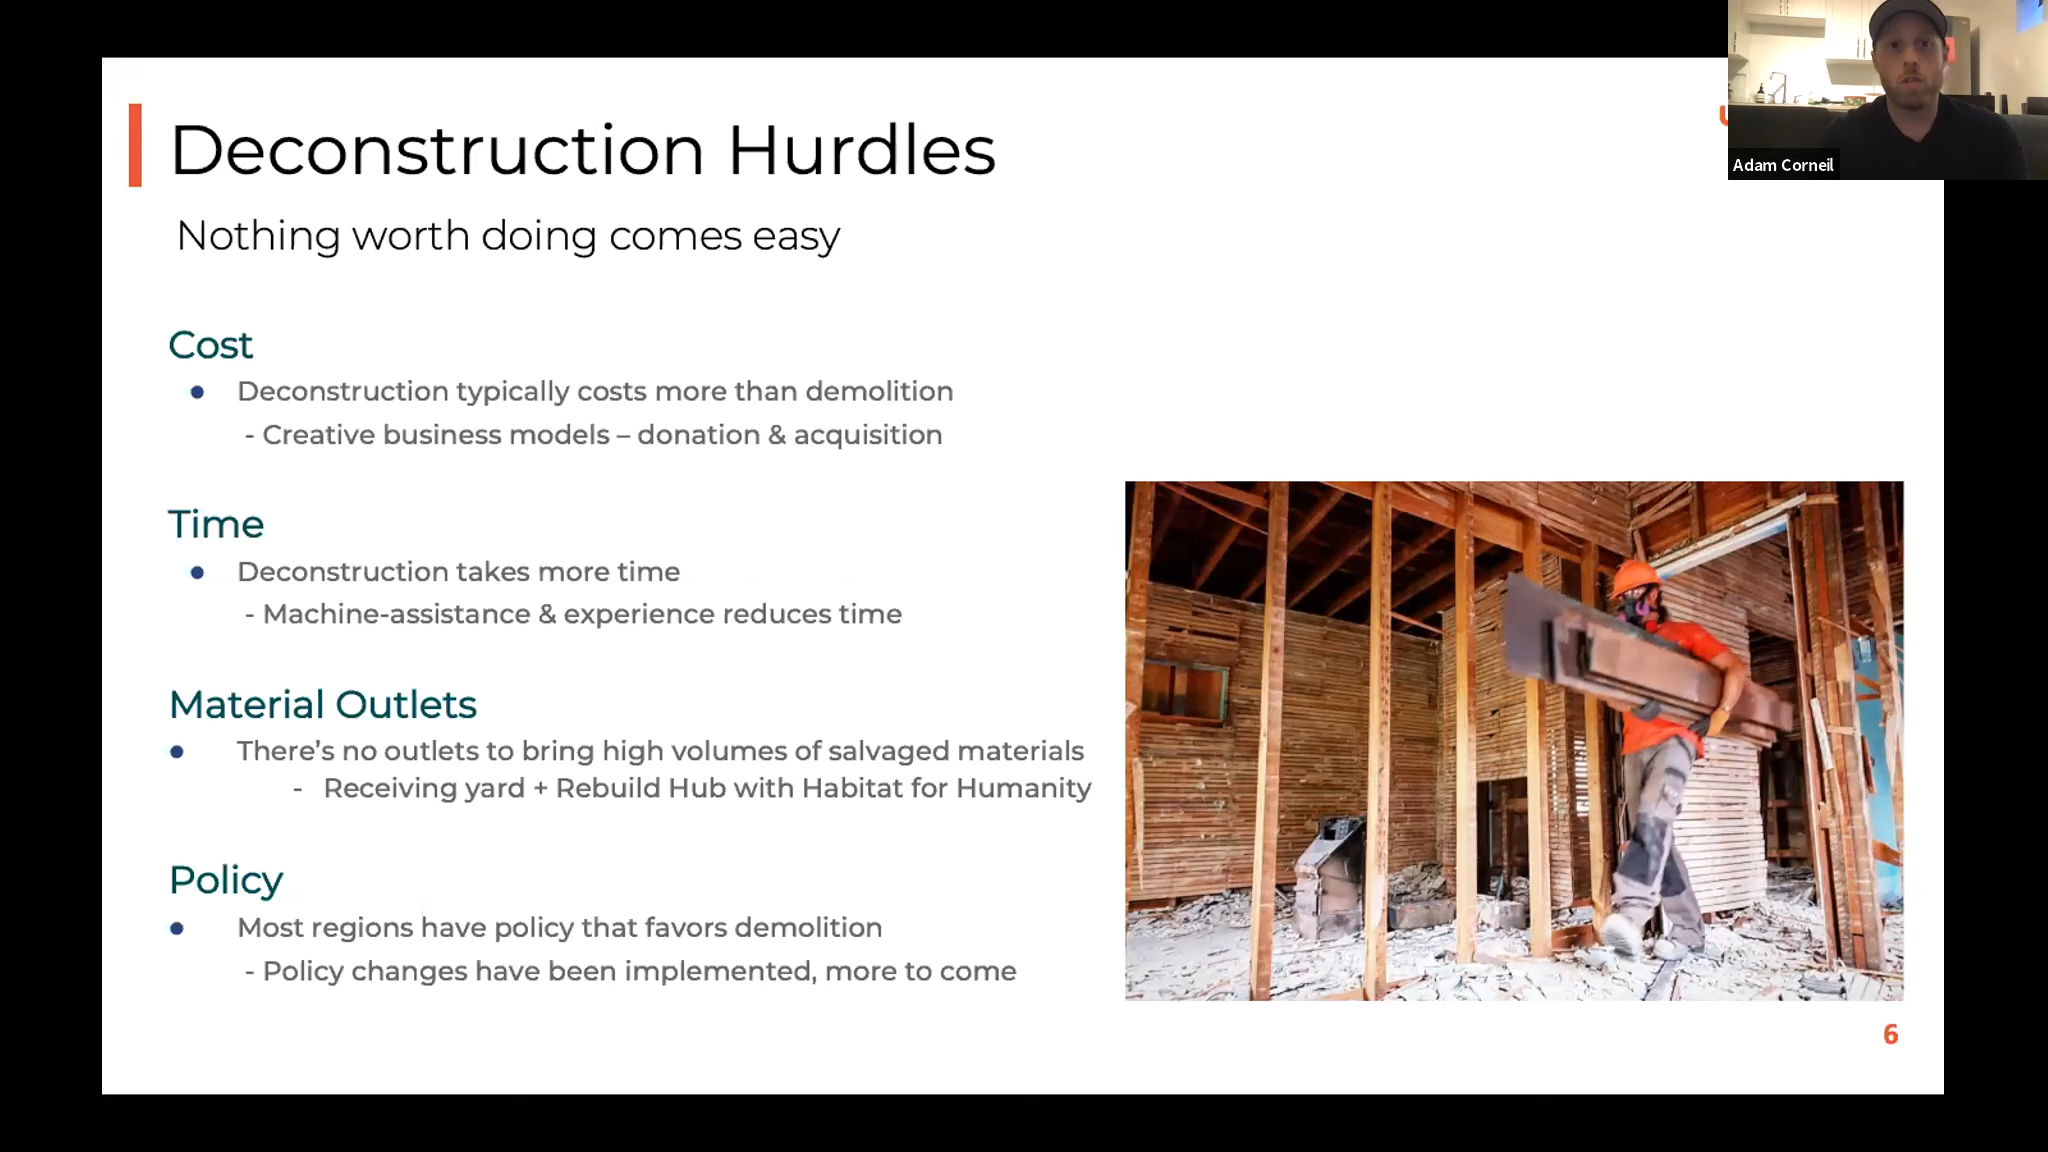 Deconstruction Hurdles
Nothing worth doing comes easy
Cost
● Deconstruction typically costs more than demolition
- Creative business models – donation & acquisition
Time
● Deconstruction takes more time
- Machine-assistance & experience reduces time
Material Outlets
● There's no outlets to bring high volumes of salvaged materials
- Receiving yard + Rebuild Hub with Habitat for Humanity
Policy
● Most regions have policy that favors demolition
- Policy changes have been implemented, more to come
6
Adam Corneil